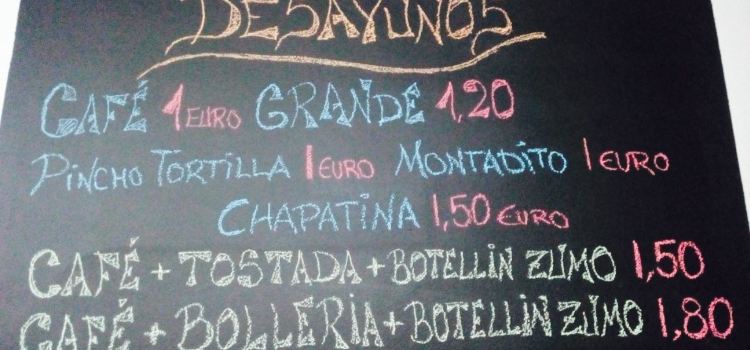 DESAYUNOS
CAFÉ 1 EURO GRANDE 1,20
PINCHO TORTILLA 1 EURO MONTADITO 1 EURO
CHAPATINA 1,50 EURO
CAFÉ + TOSTADA + BOTELLIN ZUMO 1,50
CAFÉ + BOLLERIA + BOTELLIN ZUMO 1,80